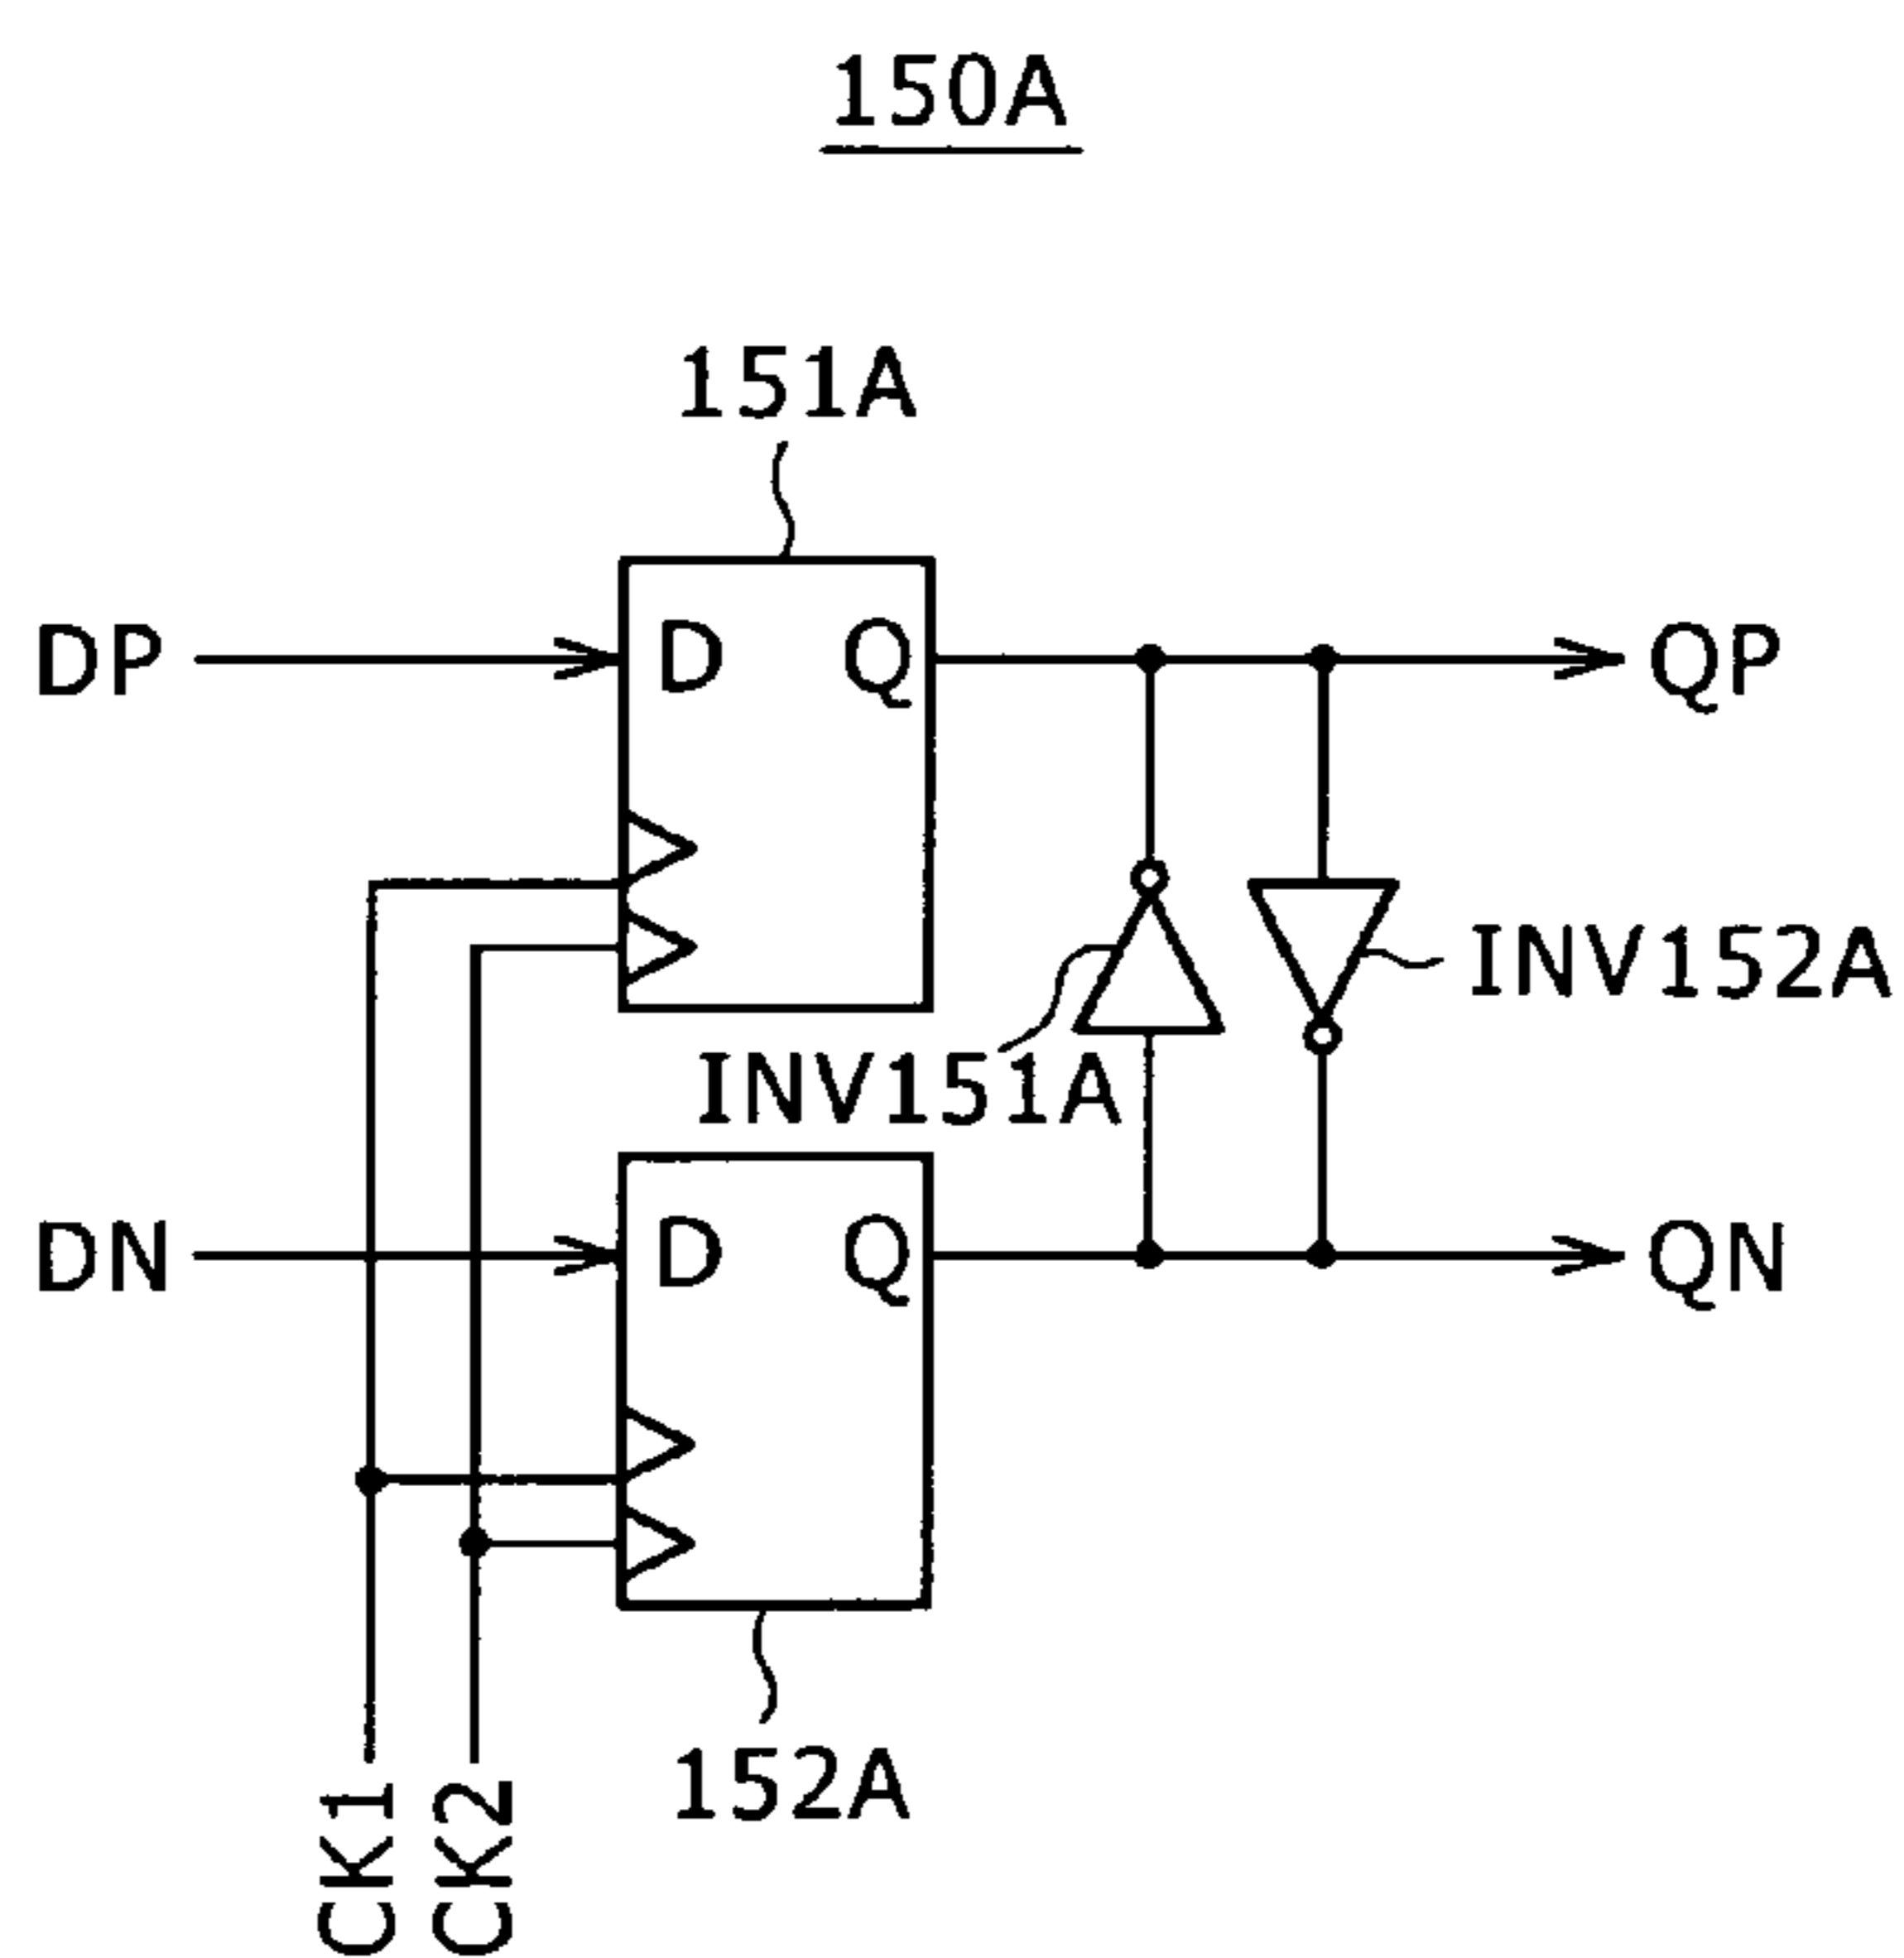 150A
151A
DP
D
Q
QP
INV152A
INV151A
DN
D
Q
QN
152A
CK1
CK2